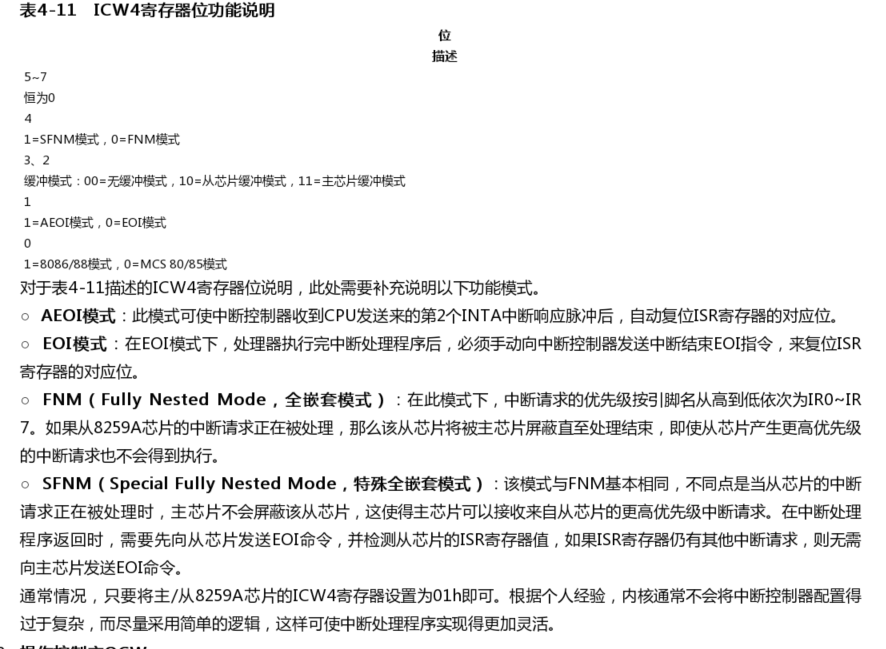 表4-11 ICW4寄存器位功能说明
位
描述
5~7
恒为0
4
1=SFNM模式，0=FNM模式
3、2
缓冲模式：00=无缓冲模式，10=从芯片缓冲模式，11=主芯片缓冲模式
1
1=AEOI模式，0=EOI模式
0
1=8086/88模式，0=MCS 80/85模式
对于表4-11描述的ICW4寄存器位说明，此处需要补充说明以下功能模式。
○ AEOI模式：此模式可使中断控制器收到CPU发送来的第2个INTA中断响应脉冲后，自动复位ISR寄存器的对应位。
○ EOI模式：在EOI模式下，处理器执行完中断处理程序后，必须手动向中断控制器发送中断结束EOI指令，来复位ISR
寄存器的对应位。
○ FNM（Fully Nested Mode，全嵌套模式）：在此模式下，中断请求的优先级按引脚名从高到低依次为IR0~IR
7。如果从8259A芯片的中断请求正在被处理，那么该从芯片将被主芯片屏蔽直至处理结束，即使从芯片产生更高优先级
的中断请求也不会得到执行。
○ SFNM（Special Fully Nested Mode，特殊全嵌套模式）：该模式与FNM基本相同，不同点是当从芯片的中断
请求正在被处理时，主芯片不会屏蔽该从芯片，这使得主芯片可以接收来自从芯片的更高优先级中断请求。在中断处理
程序返回时，需要先向从芯片发送EOI命令，并检测从芯片的ISR寄存器值，如果ISR寄存器仍有其他中断请求，则无需
向主芯片发送EOI命令。
通常情况，只要将主/从8259A芯片的ICW4寄存器设置为01h即可。根据个人经验，内核通常不会将中断控制器配置得
过于复杂，而尽量采用简单的逻辑，这样可使中断处理程序实现得更加灵活。